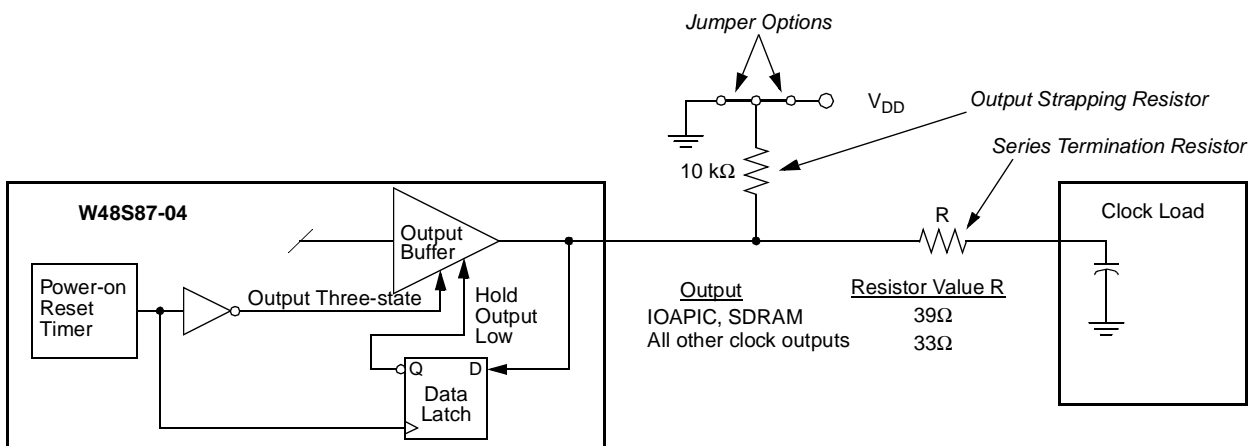 Jumper Options
V_DD
Output Strapping Resistor
Series Termination Resistor
10 kΩ
W48S87-04
Output
Buffer
R
Clock Load
Power-on
Reset
Timer
Output Three-state
Hold
Output
Low
Output Resistor Value R
IOAPIC, SDRAM 39Ω
All other clock outputs 33Ω
Q D
Data
Latch